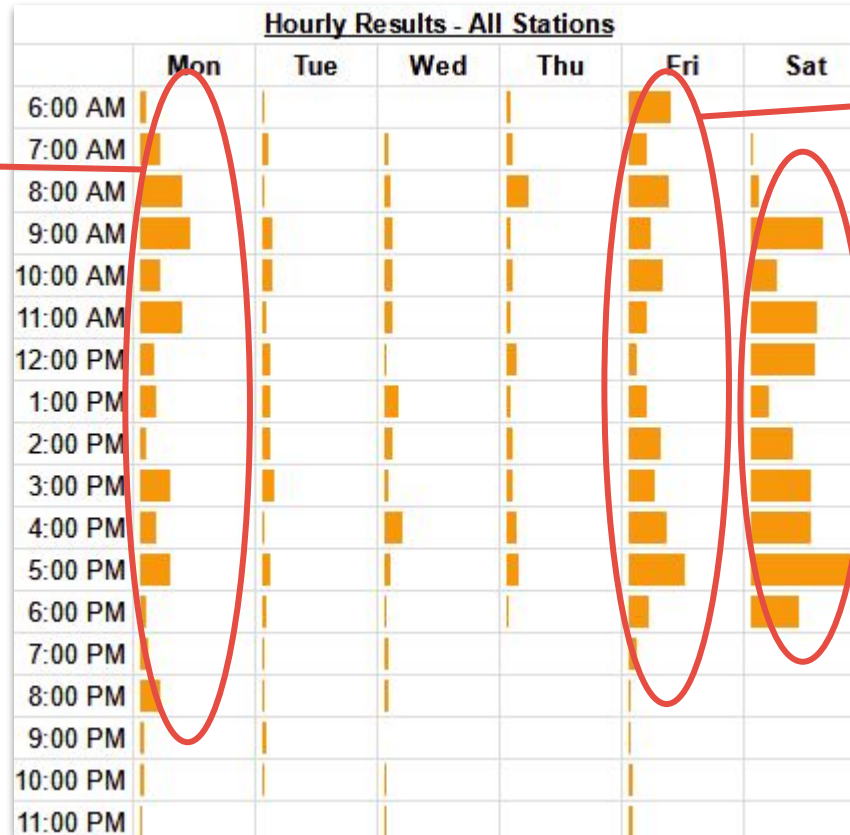 Hourly Results - All Stations
Mon Tue Wed Thu Fri Sat
6:00 AM
7:00 AM
8:00 AM
9:00 AM
10:00 AM
11:00 AM
12:00 PM
1:00 PM
2:00 PM
3:00 PM
4:00 PM
5:00 PM
6:00 PM
7:00 PM
8:00 PM
9:00 PM
10:00 PM
11:00 PM